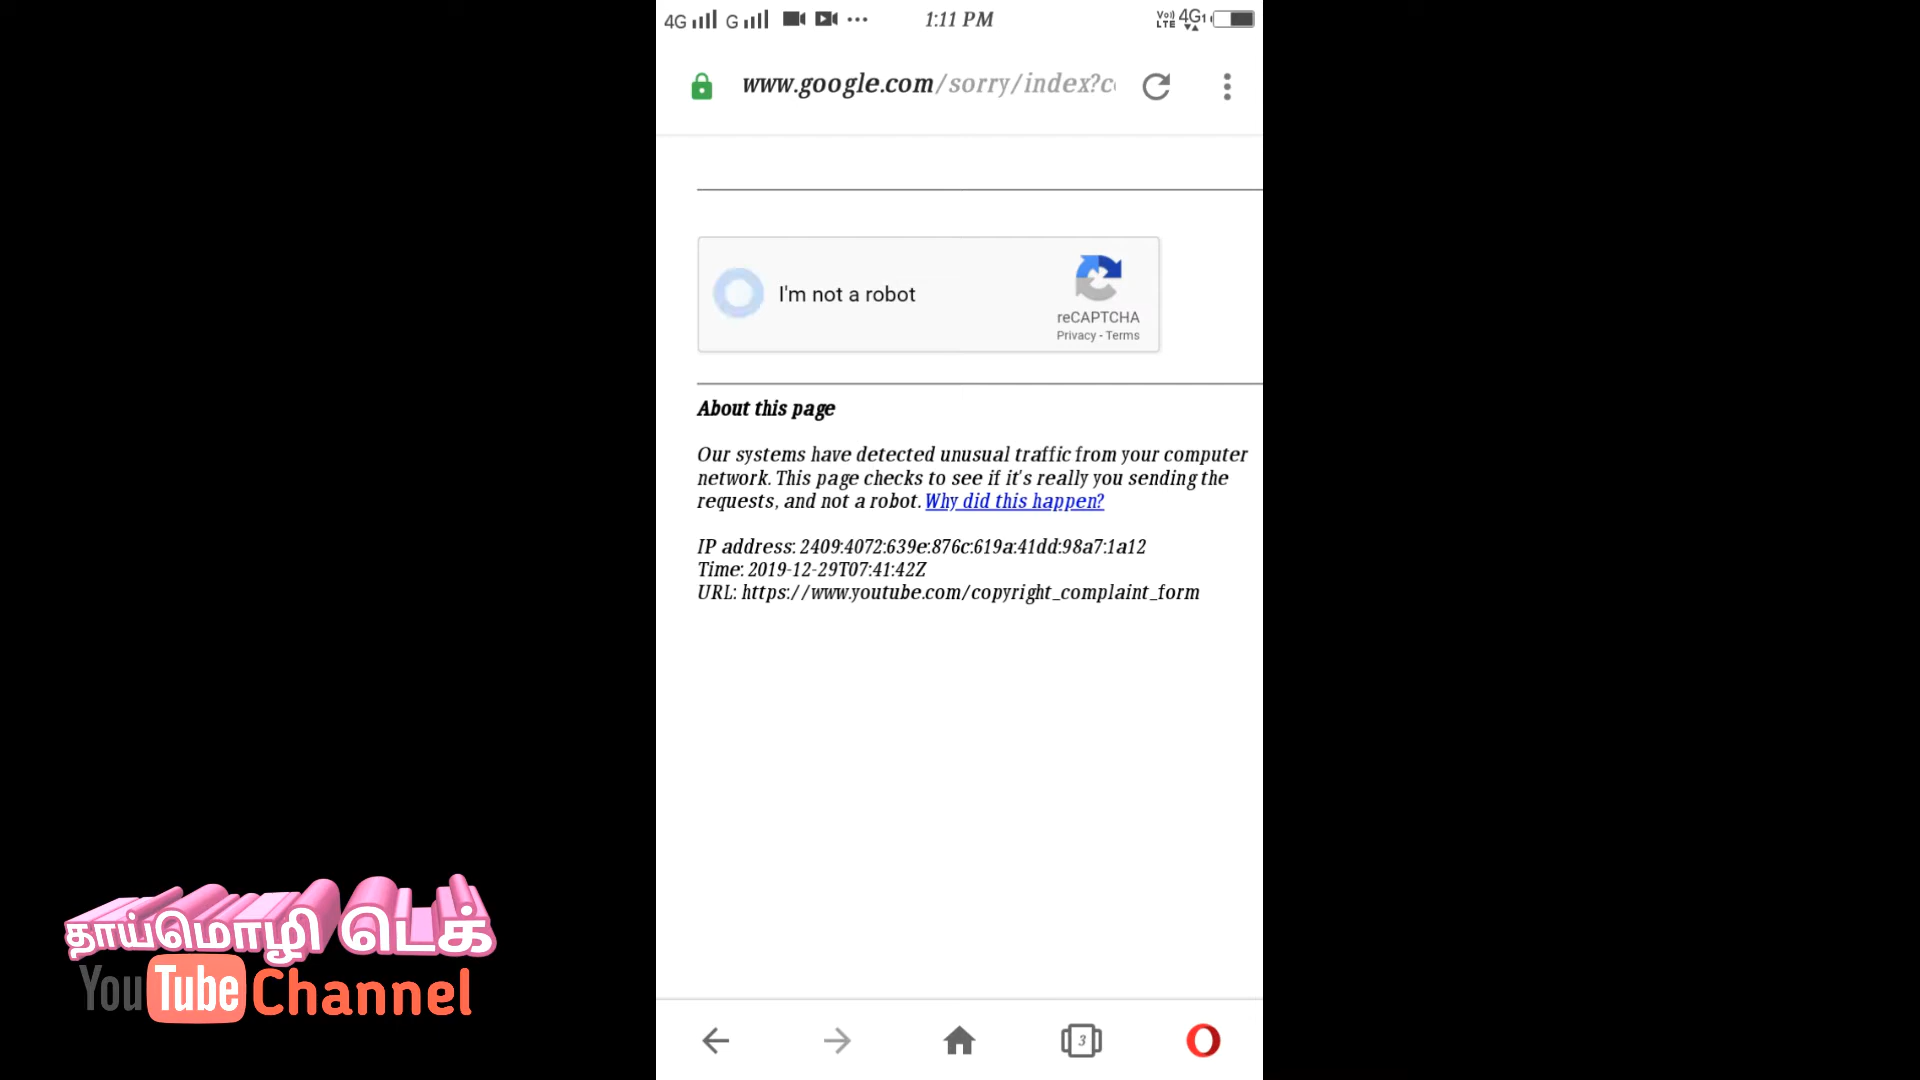 4G G 1:11 PM VoLTE 4G1
www.google.com/sorry/index?c
I'm not a robot
reCAPTCHA
Privacy - Terms
About this page
Our systems have detected unusual traffic from your computer
network. This page checks to see if it's really you sending the
requests, and not a robot. Why did this happen?
IP address: 2409:4072:639e:876c:619a:41dd:98a7:1a12
Time: 2019-12-29T07:41:42Z
URL: https://www.youtube.com/copyright_complaint_form
தாய்மொழி டெக்
YouTube Channel
3